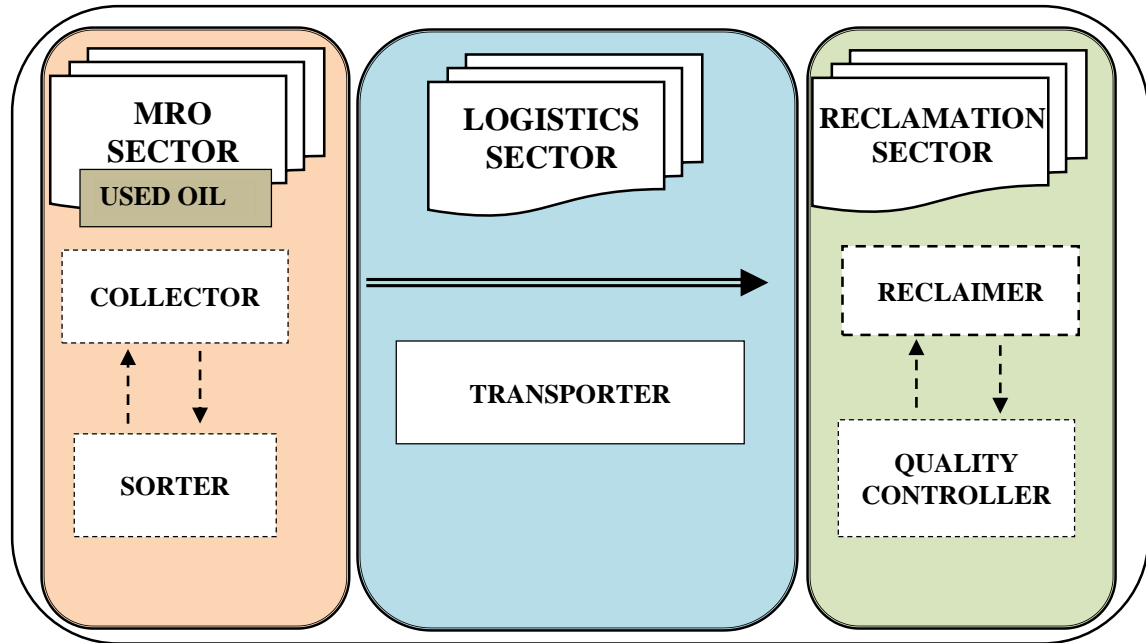 MRO
SECTOR
USED OIL
COLLECTOR
SORTER
LOGISTICS
SECTOR
TRANSPORTER
RECLAMATION
SECTOR
RECLAIMER
QUALITY
CONTROLLER